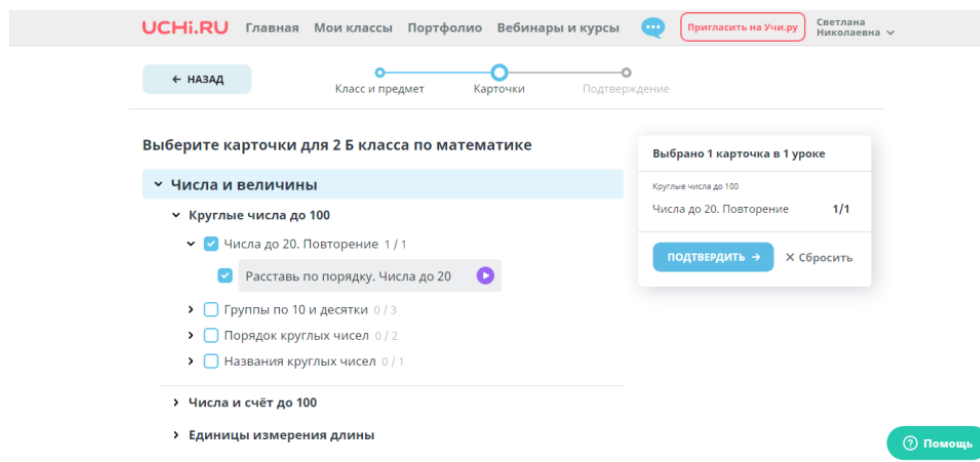 UCHi.RU Главная Мои классы Портфолио Вебинары и курсы Пригласить на Учи.ру Светлана
Николаевна
← НАЗАД
Класс и предмет Карточки Подтверждение
Выберите карточки для 2 Б класса по математике
Числа и величины
Круглые числа до 100
Числа до 20. Повторение 1 / 1
Расставь по порядку. Числа до 20
Группы по 10 и десятки 0 / 3
Порядок круглых чисел 0 / 2
Названия круглых чисел 0 / 1
Числа и счёт до 100
Единицы измерения длины
Выбрано 1 карточка в 1 уроке
Круглые числа до 100
Числа до 20. Повторение 1/1
ПОДТВЕРДИТЬ → × Сбросить
? Помощь